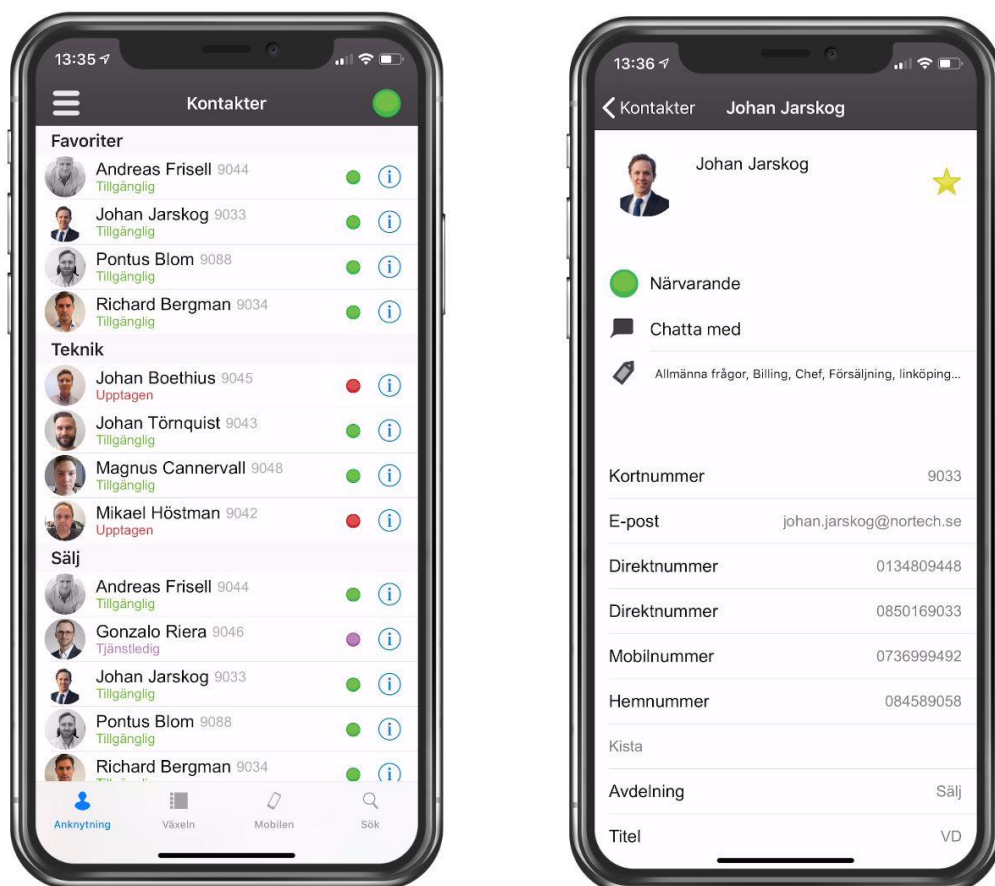 13:35
Kontakter
Favoriter
Andreas Frisell 9044
Tillgänglig
Johan Jarskog 9033
Tillgänglig
Pontus Blom 9088
Tillgänglig
Richard Bergman 9034
Tillgänglig
Teknik
Johan Boethius 9045
Upptagen
Johan Törnquist 9043
Tillgänglig
Magnus Cannervall 9048
Tillgänglig
Mikael Höstman 9042
Upptagen
Sälj
Andreas Frisell 9044
Tillgänglig
Gonzalo Riera 9046
Tjänstledig
Johan Jarskog 9033
Tillgänglig
Pontus Blom 9088
Tillgänglig
Richard Bergman 9034
Anknytning Växeln Mobilen Sök
13:36
Kontakter Johan Jarskog
Johan Jarskog
Närvarande
Chatta med
Allmänna frågor, Billing, Chef, Försäljning, linköping...
Kortnummer 9033
E-post johan.jarskog@nortech.se
Direktnummer 0134809448
Direktnummer 0850169033
Mobilnummer 0736999492
Hemnummer 084589058
Kista
Avdelning Sälj
Titel VD